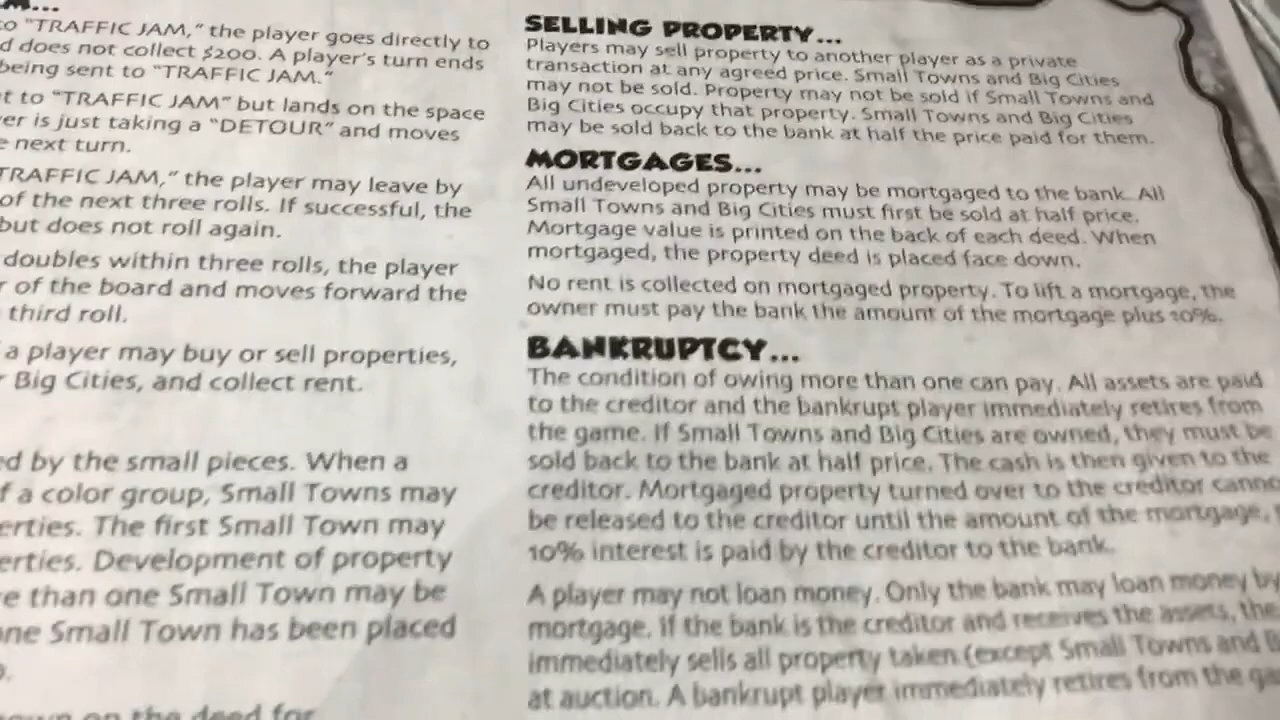 to "TRAFFIC JAM," the player goes directly to
d does not collect $200. A player's turn ends
being sent to "TRAFFIC JAM."
t to "TRAFFIC JAM" but lands on the space
er is just taking a "DETOUR" and moves
e next turn.
TRAFFIC JAM," the player may leave by
of the next three rolls. If successful, the
but does not roll again.
doubles within three rolls, the player
r of the board and moves forward the
third roll.
a player may buy or sell properties,
r Big Cities, and collect rent.
ed by the small pieces. When a
f a color group, Small Towns may
erties. The first Small Town may
erties. Development of property
re than one Small Town may be
one Small Town has been placed
own on the deed for
SELLING PROPERTY...
Players may sell property to another player as a private
transaction at any agreed price. Small Towns and Big Cities
may not be sold. Property may not be sold if Small Towns and
Big Cities occupy that property. Small Towns and Big Cities
may be sold back to the bank at half the price paid for them.
MORTGAGES...
All undeveloped property may be mortgaged to the bank. All
Small Towns and Big Cities must first be sold at half price.
Mortgage value is printed on the back of each deed. When
mortgaged, the property deed is placed face down.
No rent is collected on mortgaged property. To lift a mortgage, the
owner must pay the bank the amount of the mortgage plus 10%.
BANKRUPTCY...
The condition of owing more than one can pay. All assets are paid
to the creditor and the bankrupt player immediately retires from
the game. If Small Towns and Big Cities are owned, they must be
sold back to the bank at half price. The cash is then given to the
creditor. Mortgaged property turned over to the creditor canno
be released to the creditor until the amount of the mortgage,
10% interest is paid by the creditor to the bank.
A player may not loan money. Only the bank may loan money by
mortgage. If the bank is the creditor and receives the assets, the
immediately sells all property taken (except Small Towns and B
at auction. A bankrupt player immediately retires from the ga